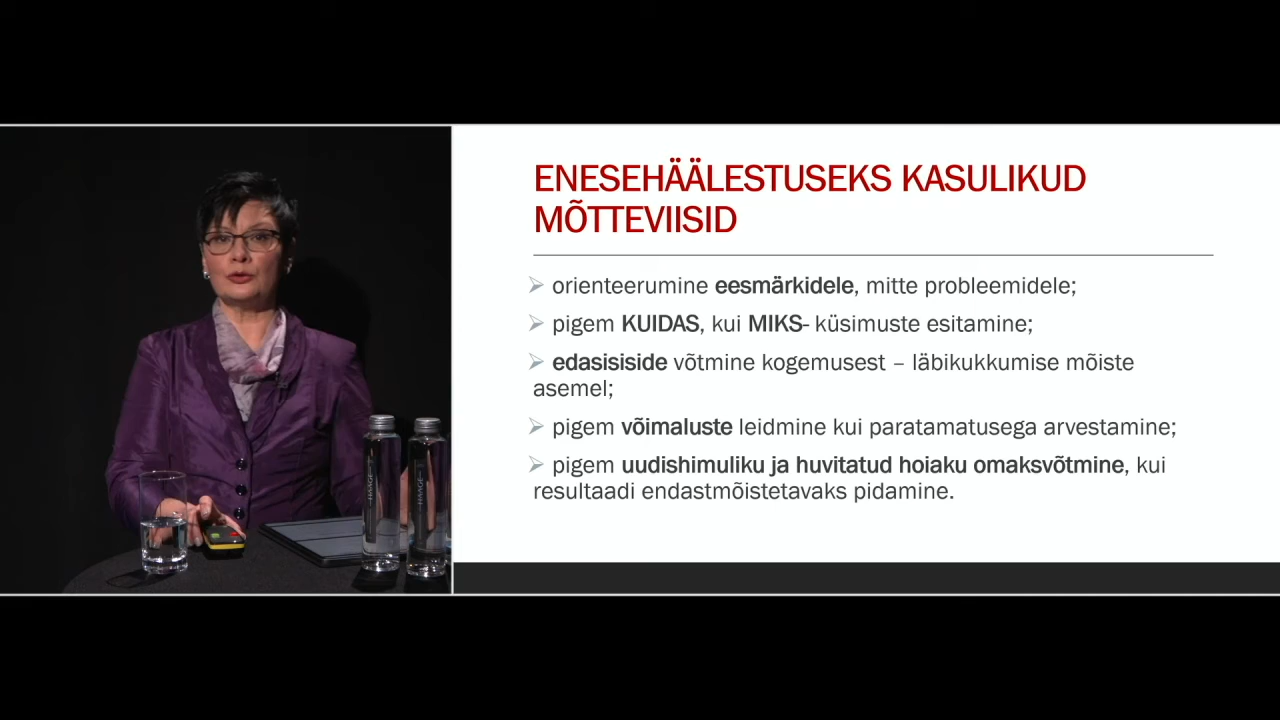 ENESEHÄÄLESTUSEKS KASULIKUD
MÕTTEVIISID
➢ orienteerumine eesmärkidele, mitte probleemidele;
➢ pigem KUIDAS, kui MIKS- küsimuste esitamine;
➢ edasisiside võtmine kogemusest – läbikukkumise mõiste
asemel;
➢ pigem võimaluste leidmine kui paratamatusega arvestamine;
➢ pigem uudishimuliku ja huvitatud hoiaku omaksvõtmine, kui
resultaadi endastmõistetavaks pidamine.